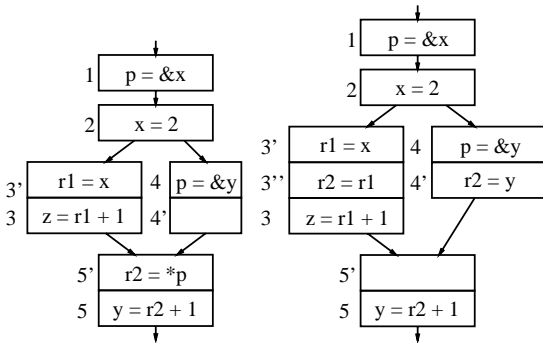 1 p = &x
2 x = 2
3' r1 = x
3 z = r1 + 1
4 p = &y
4'
5' r2 = *p
5 y = r2 + 1
1 p = &x
2 x = 2
3' r1 = x
3'' r2 = r1
3 z = r1 + 1
4 p = &y
4' r2 = y
5'
5 y = r2 + 1